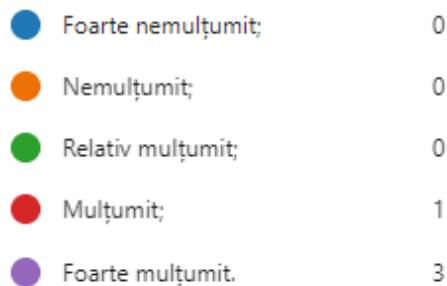 Foarte nemulțumit; 0
Nemulțumit; 0
Relativ mulțumit; 0
Mulțumit; 1
Foarte mulțumit. 3